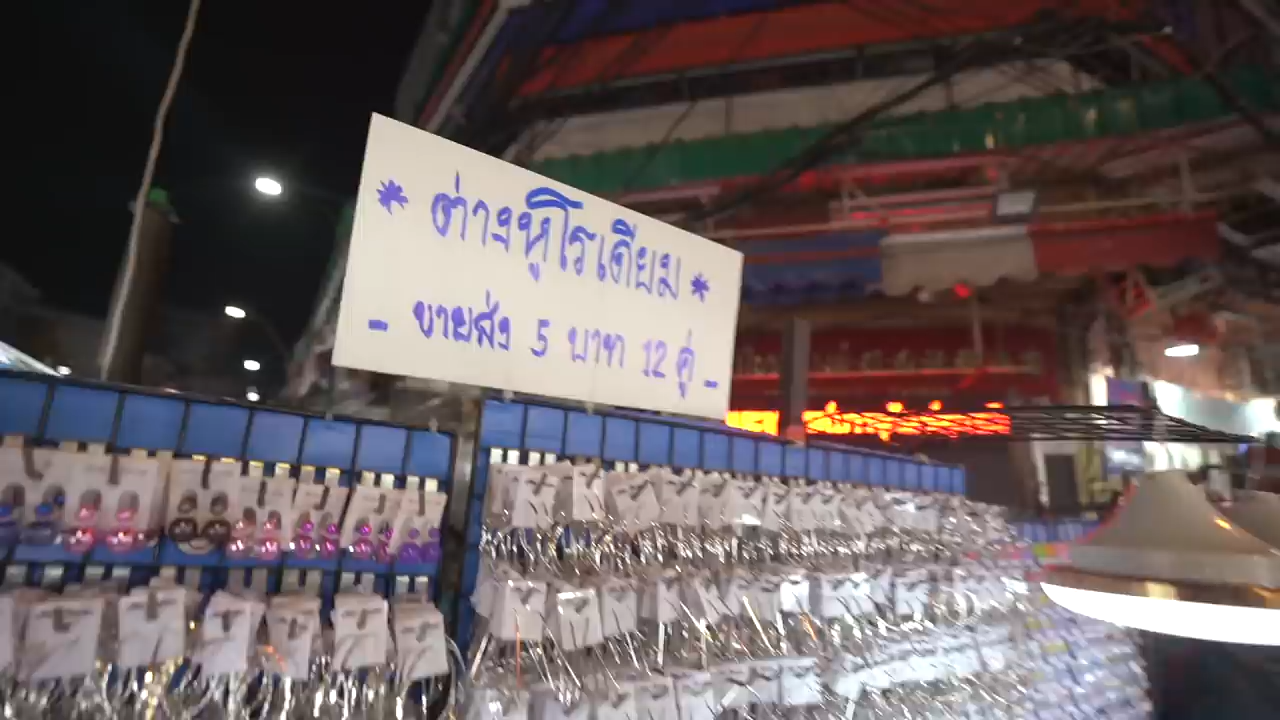 * ต่างหูโรเดียม *
- ขายส่ง 5 บาท 12 คู่ -